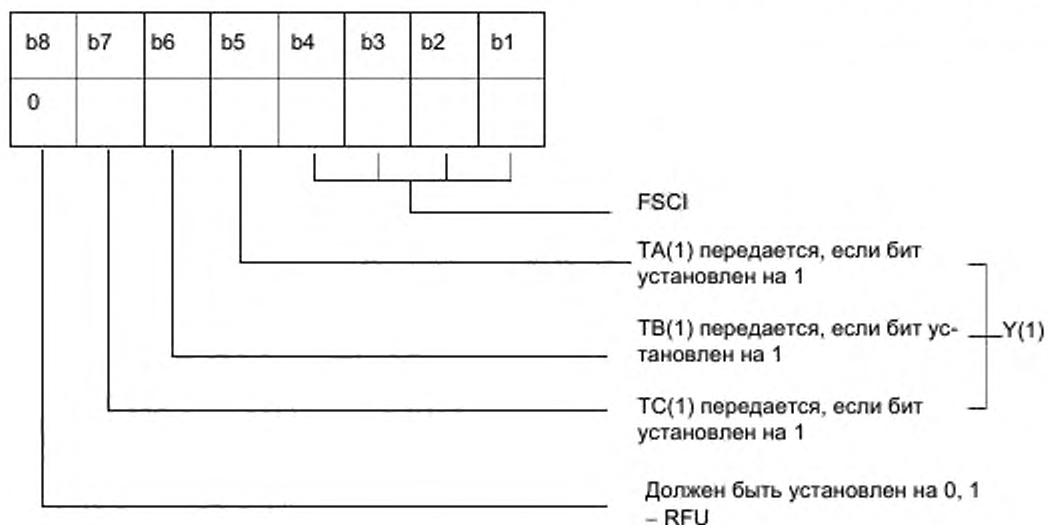 b8 b7 b6 b5 b4 b3 b2 b1
0
FSCI
TA(1) передается, если бит
установлен на 1
TB(1) передается, если бит ус-
тановлен на 1
Y(1)
TC(1) передается, если бит
установлен на 1
Должен быть установлен на 0, 1
– RFU